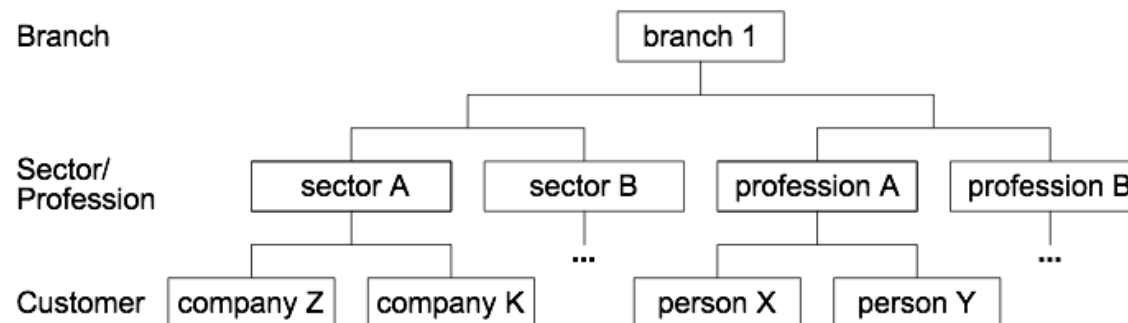 Branch
branch 1
Sector/
Profession
sector A
sector B
profession A
profession B
...
...
Customer
company Z
company K
person X
person Y